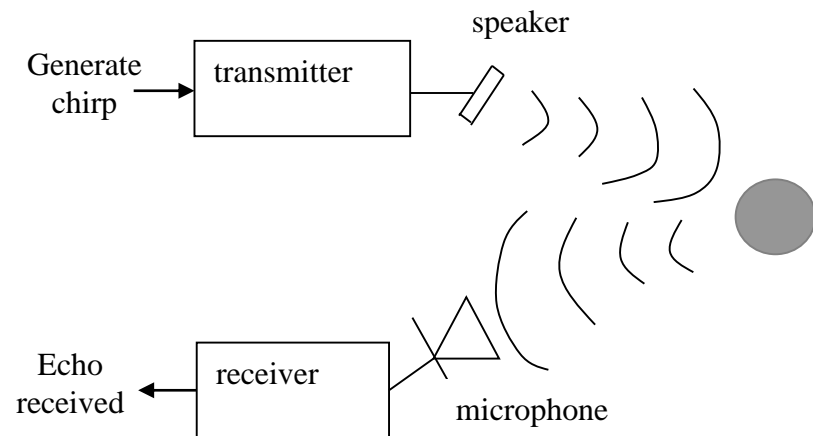 speaker
Generate
chirp
transmitter
Echo
received
receiver
microphone